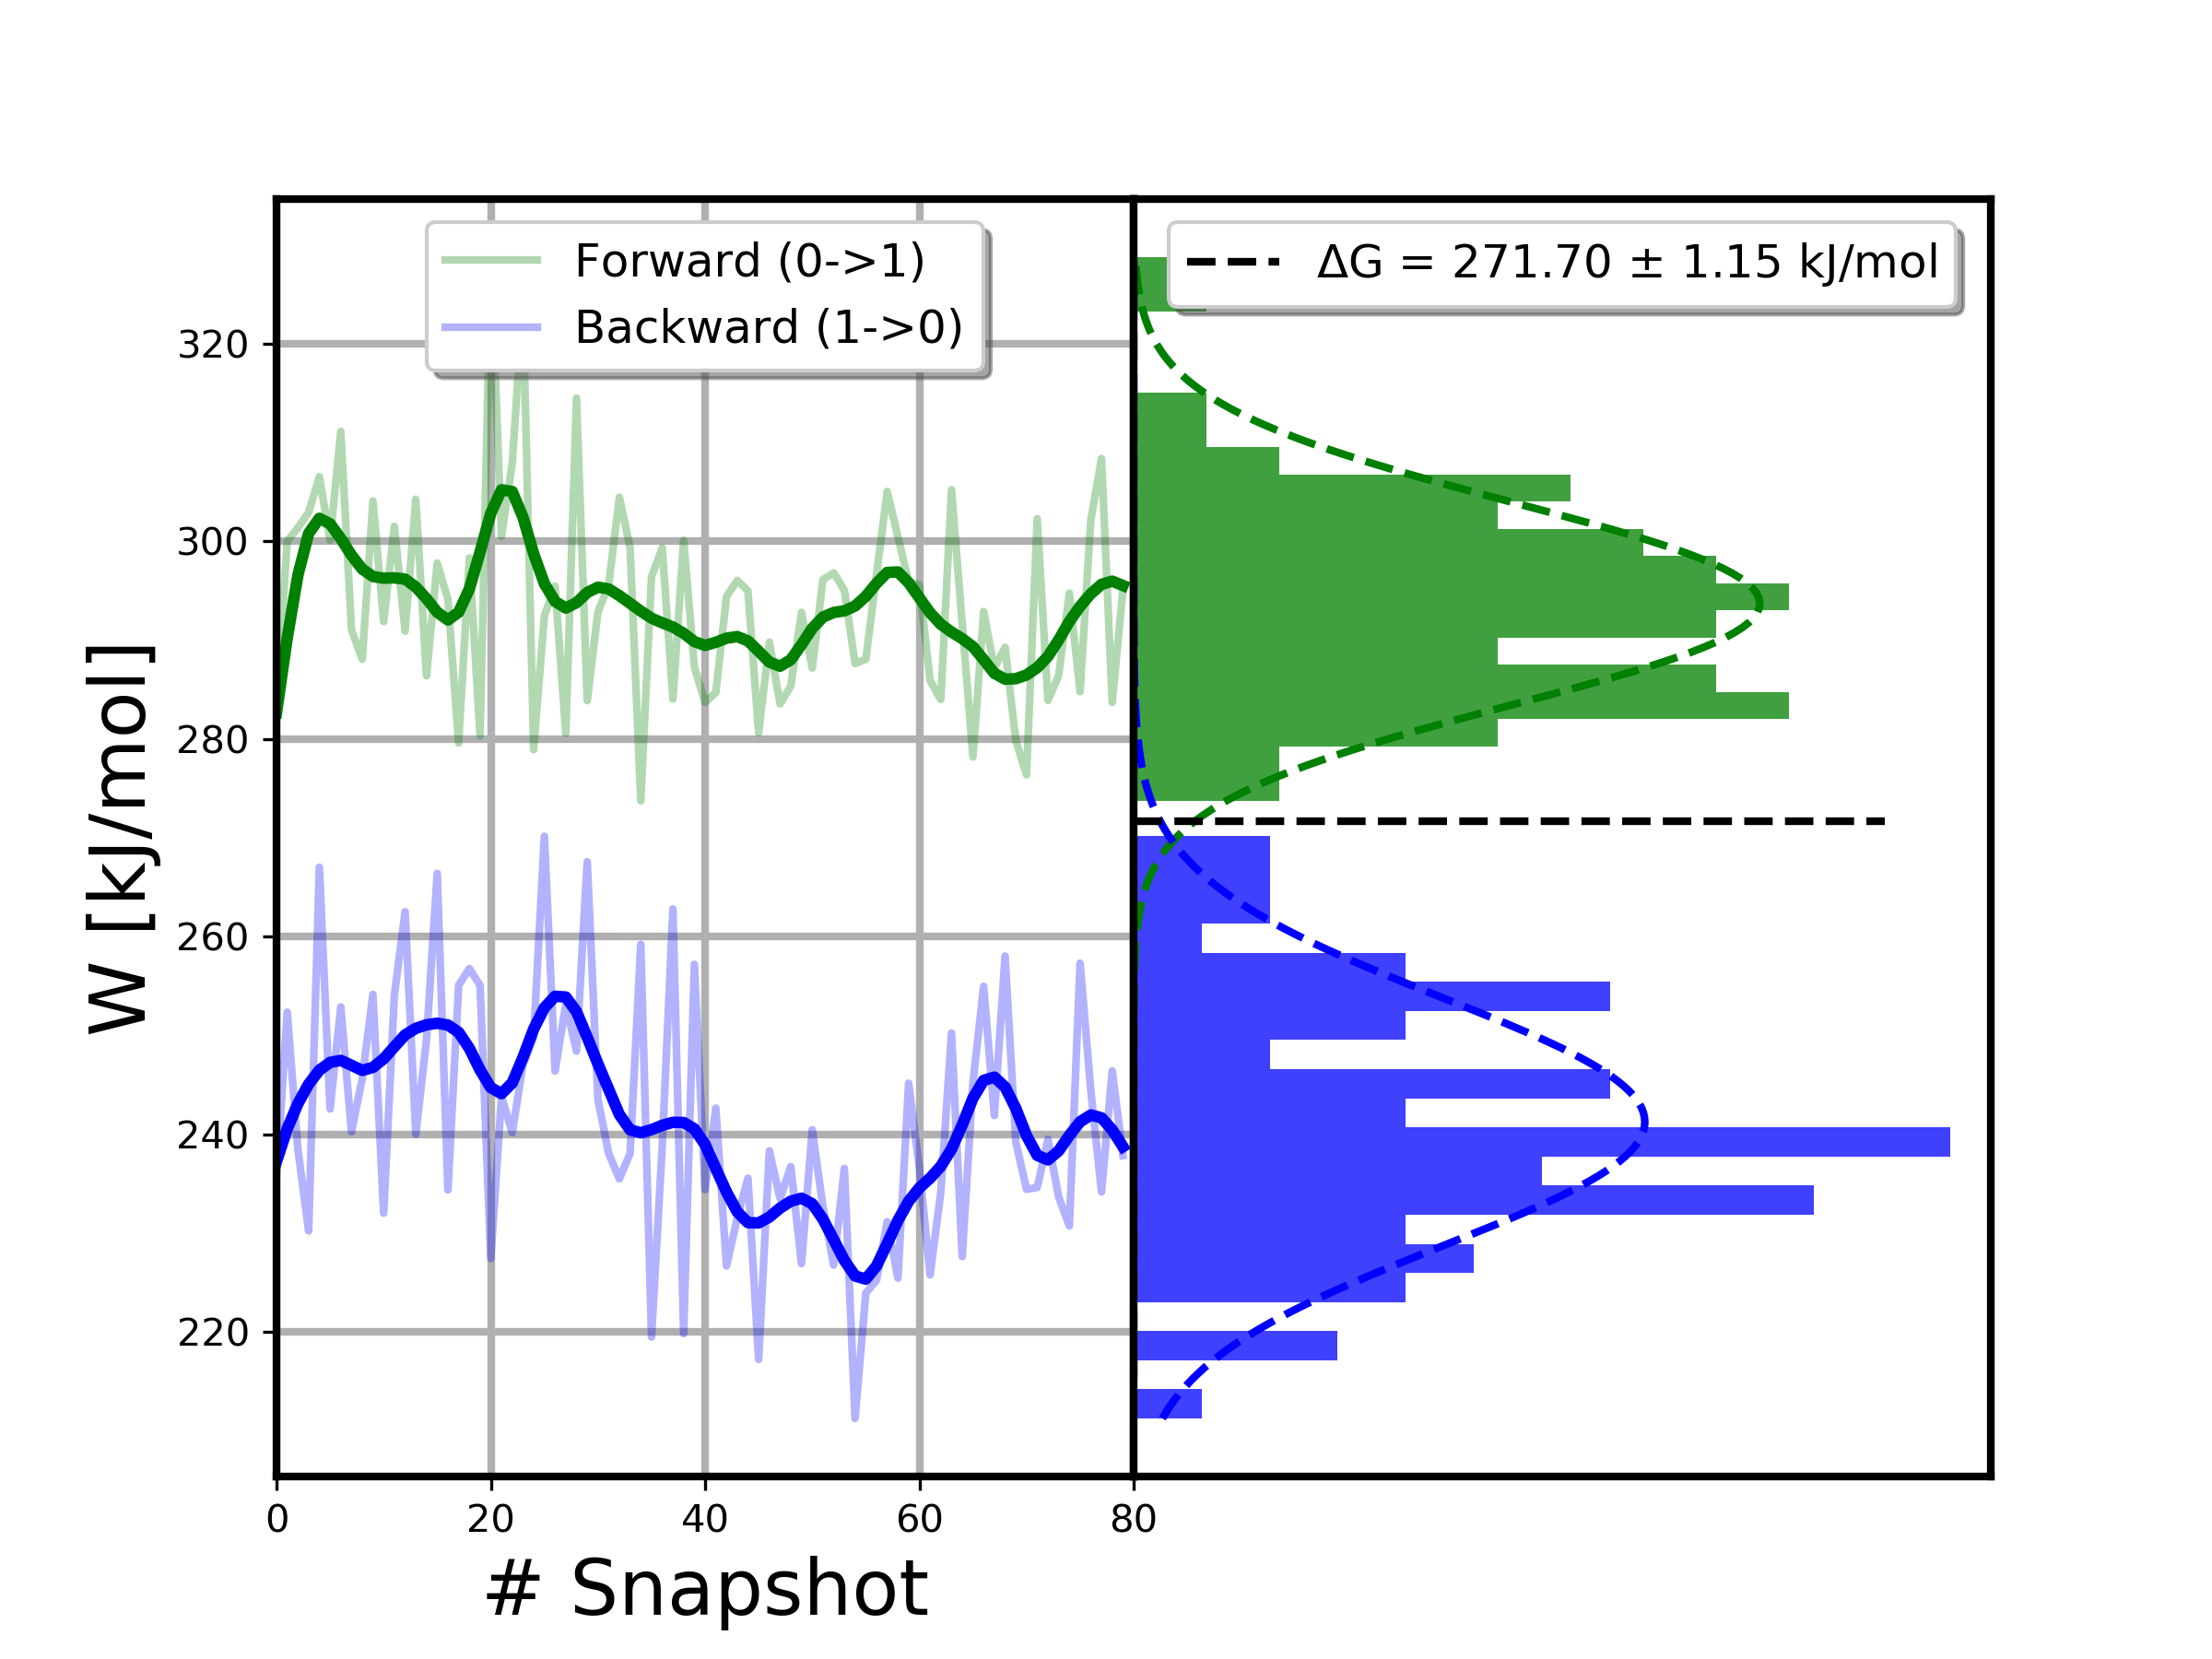 Forward (0->1)
Backward (1->0)
ΔG = 271.70 ± 1.15 kJ/mol
W [kJ/mol]
320
300
280
260
240
220
0 20 40 60 80
# Snapshot